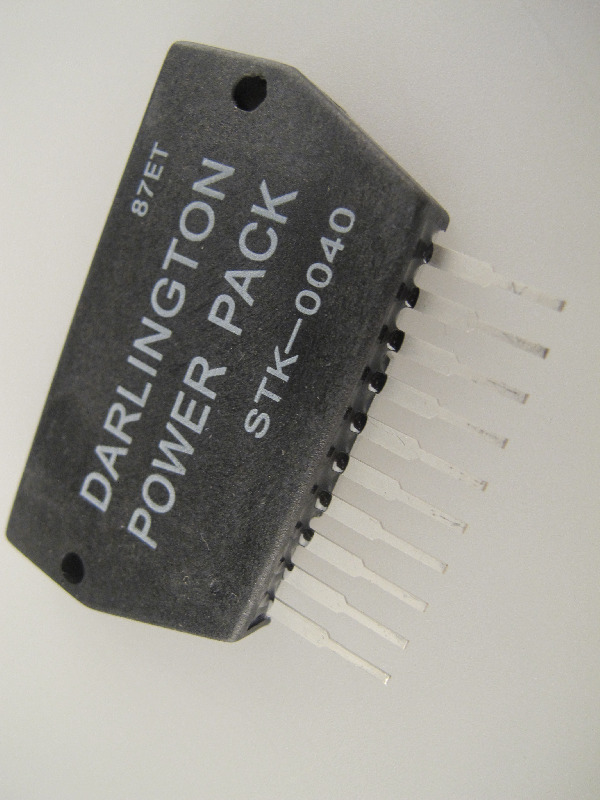 87ET
DARLINGTON
POWER PACK
STK-0040